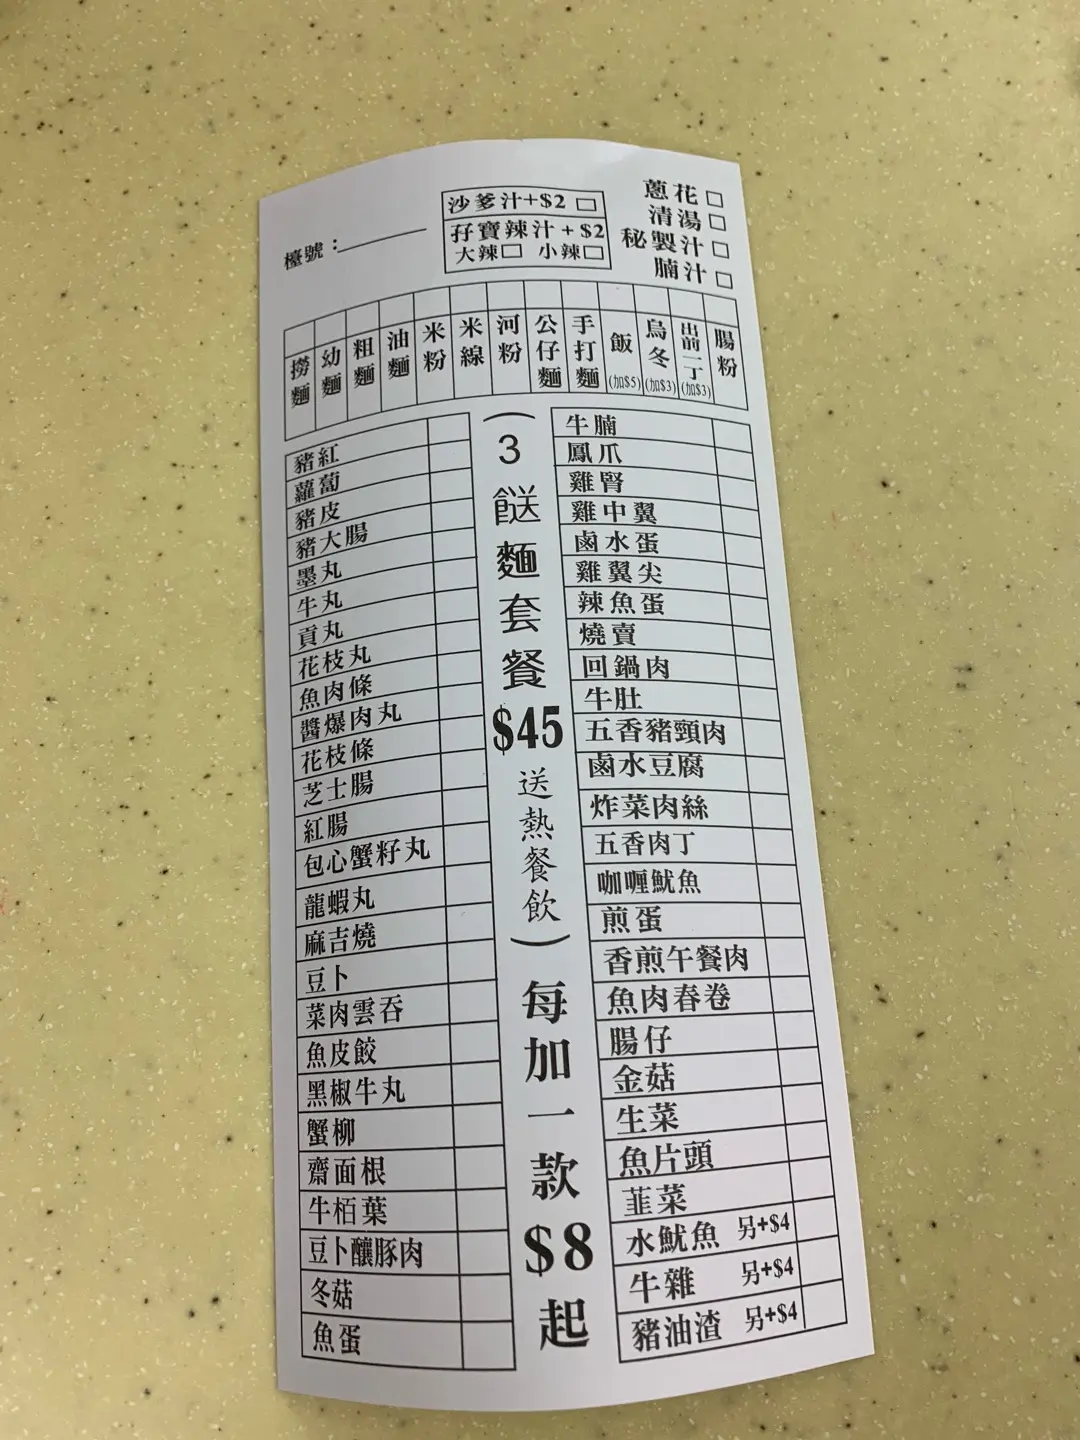 檯號：
沙爹汁+$2 □
孖寶辣汁+$2
大辣□ 小辣□
蔥花□
清湯□
秘製汁□
腩汁□
撈麵
幼麵
粗麵
油麵
米粉
米線
河粉
公仔麵
手打麵
飯(加$5)
烏冬(加$3)
出前一丁(加$3)
腸粉
豬紅
蘿蔔
豬皮
豬大腸
墨丸
牛丸
貢丸
花枝丸
魚肉條
醬爆肉丸
花枝條
芝士腸
紅腸
包心蟹籽丸
龍蝦丸
麻吉燒
豆卜
菜肉雲吞
魚皮餃
黑椒牛丸
蟹柳
齋面根
牛栢葉
豆卜釀豚肉
冬菇
魚蛋
(3餸麵套餐$45送熱餐飲)每加一款$8起
牛腩
鳳爪
雞腎
雞中翼
鹵水蛋
雞翼尖
辣魚蛋
燒賣
回鍋肉
牛肚
五香豬頸肉
鹵水豆腐
炸菜肉絲
五香肉丁
咖喱魷魚
煎蛋
香煎午餐肉
魚肉春卷
腸仔
金菇
生菜
魚片頭
韮菜
水魷魚 另+$4
牛雜 另+$4
豬油渣 另+$4